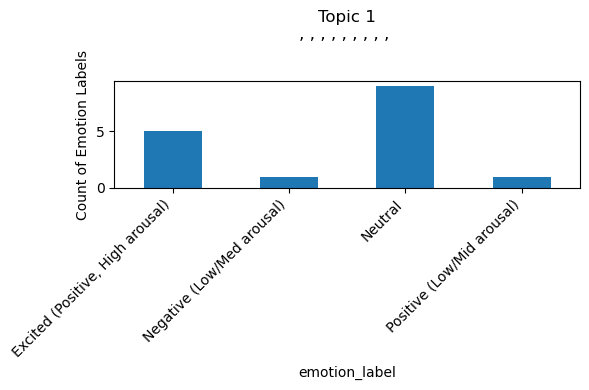 Topic 1
, , , , , , , , ,
Count of Emotion Labels
5
0
Excited (Positive, High arousal)
Negative (Low/Med arousal)
Neutral
Positive (Low/Mid arousal)
emotion_label